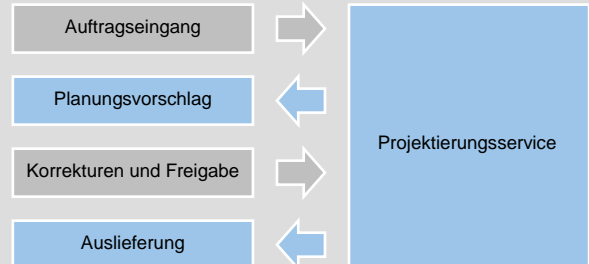 Auftragseingang
Planungsvorschlag
Korrekturen und Freigabe
Auslieferung
Projektierungsservice